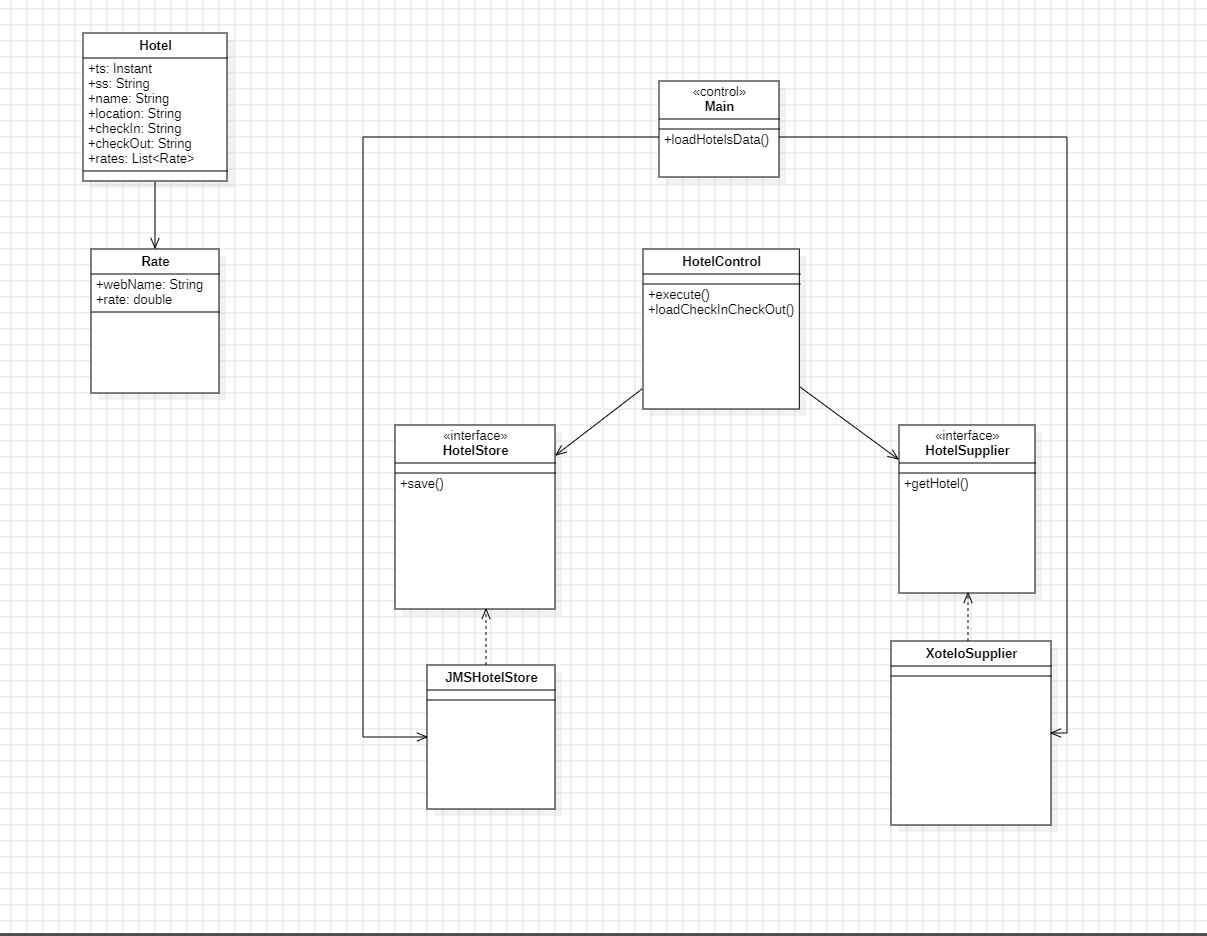 Hotel
+ts: Instant
+ss: String
+name: String
+location: String
+checkIn: String
+checkOut: String
+rates: List<Rate>
Rate
+webName: String
+rate: double
«control»
Main
+loadHotelsData()
HotelControl
+execute()
+loadCheckInCheckOut()
«interface»
HotelStore
+save()
«interface»
HotelSupplier
+getHotel()
JMSHotelStore
XoteloSupplier